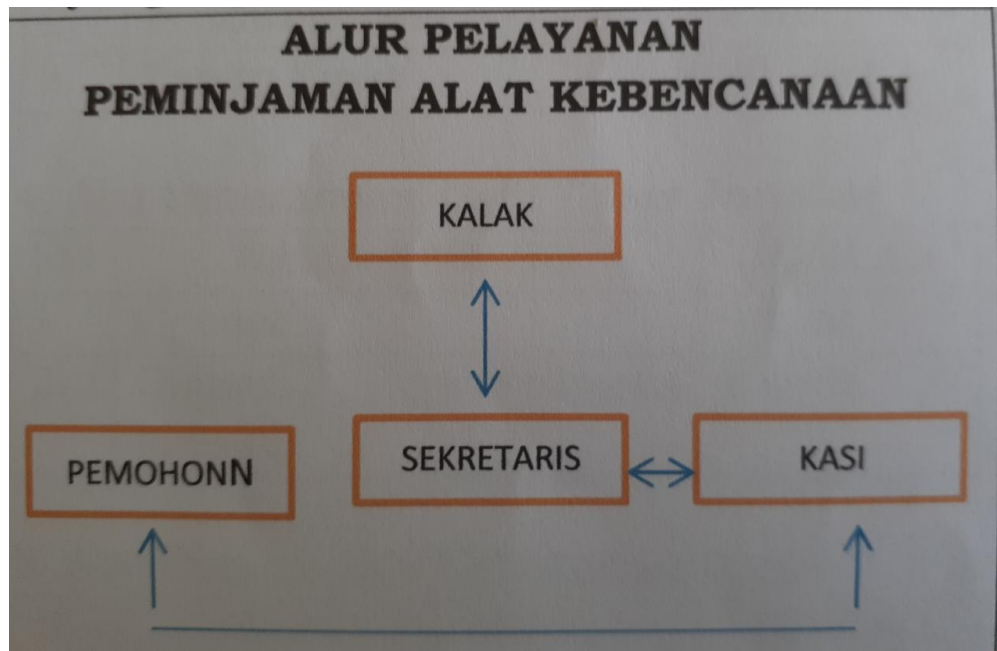 ALUR PELAYANAN
PEMINJAMAN ALAT KEBENCANAAN
KALAK
PEMOHONN
SEKRETARIS
KASI